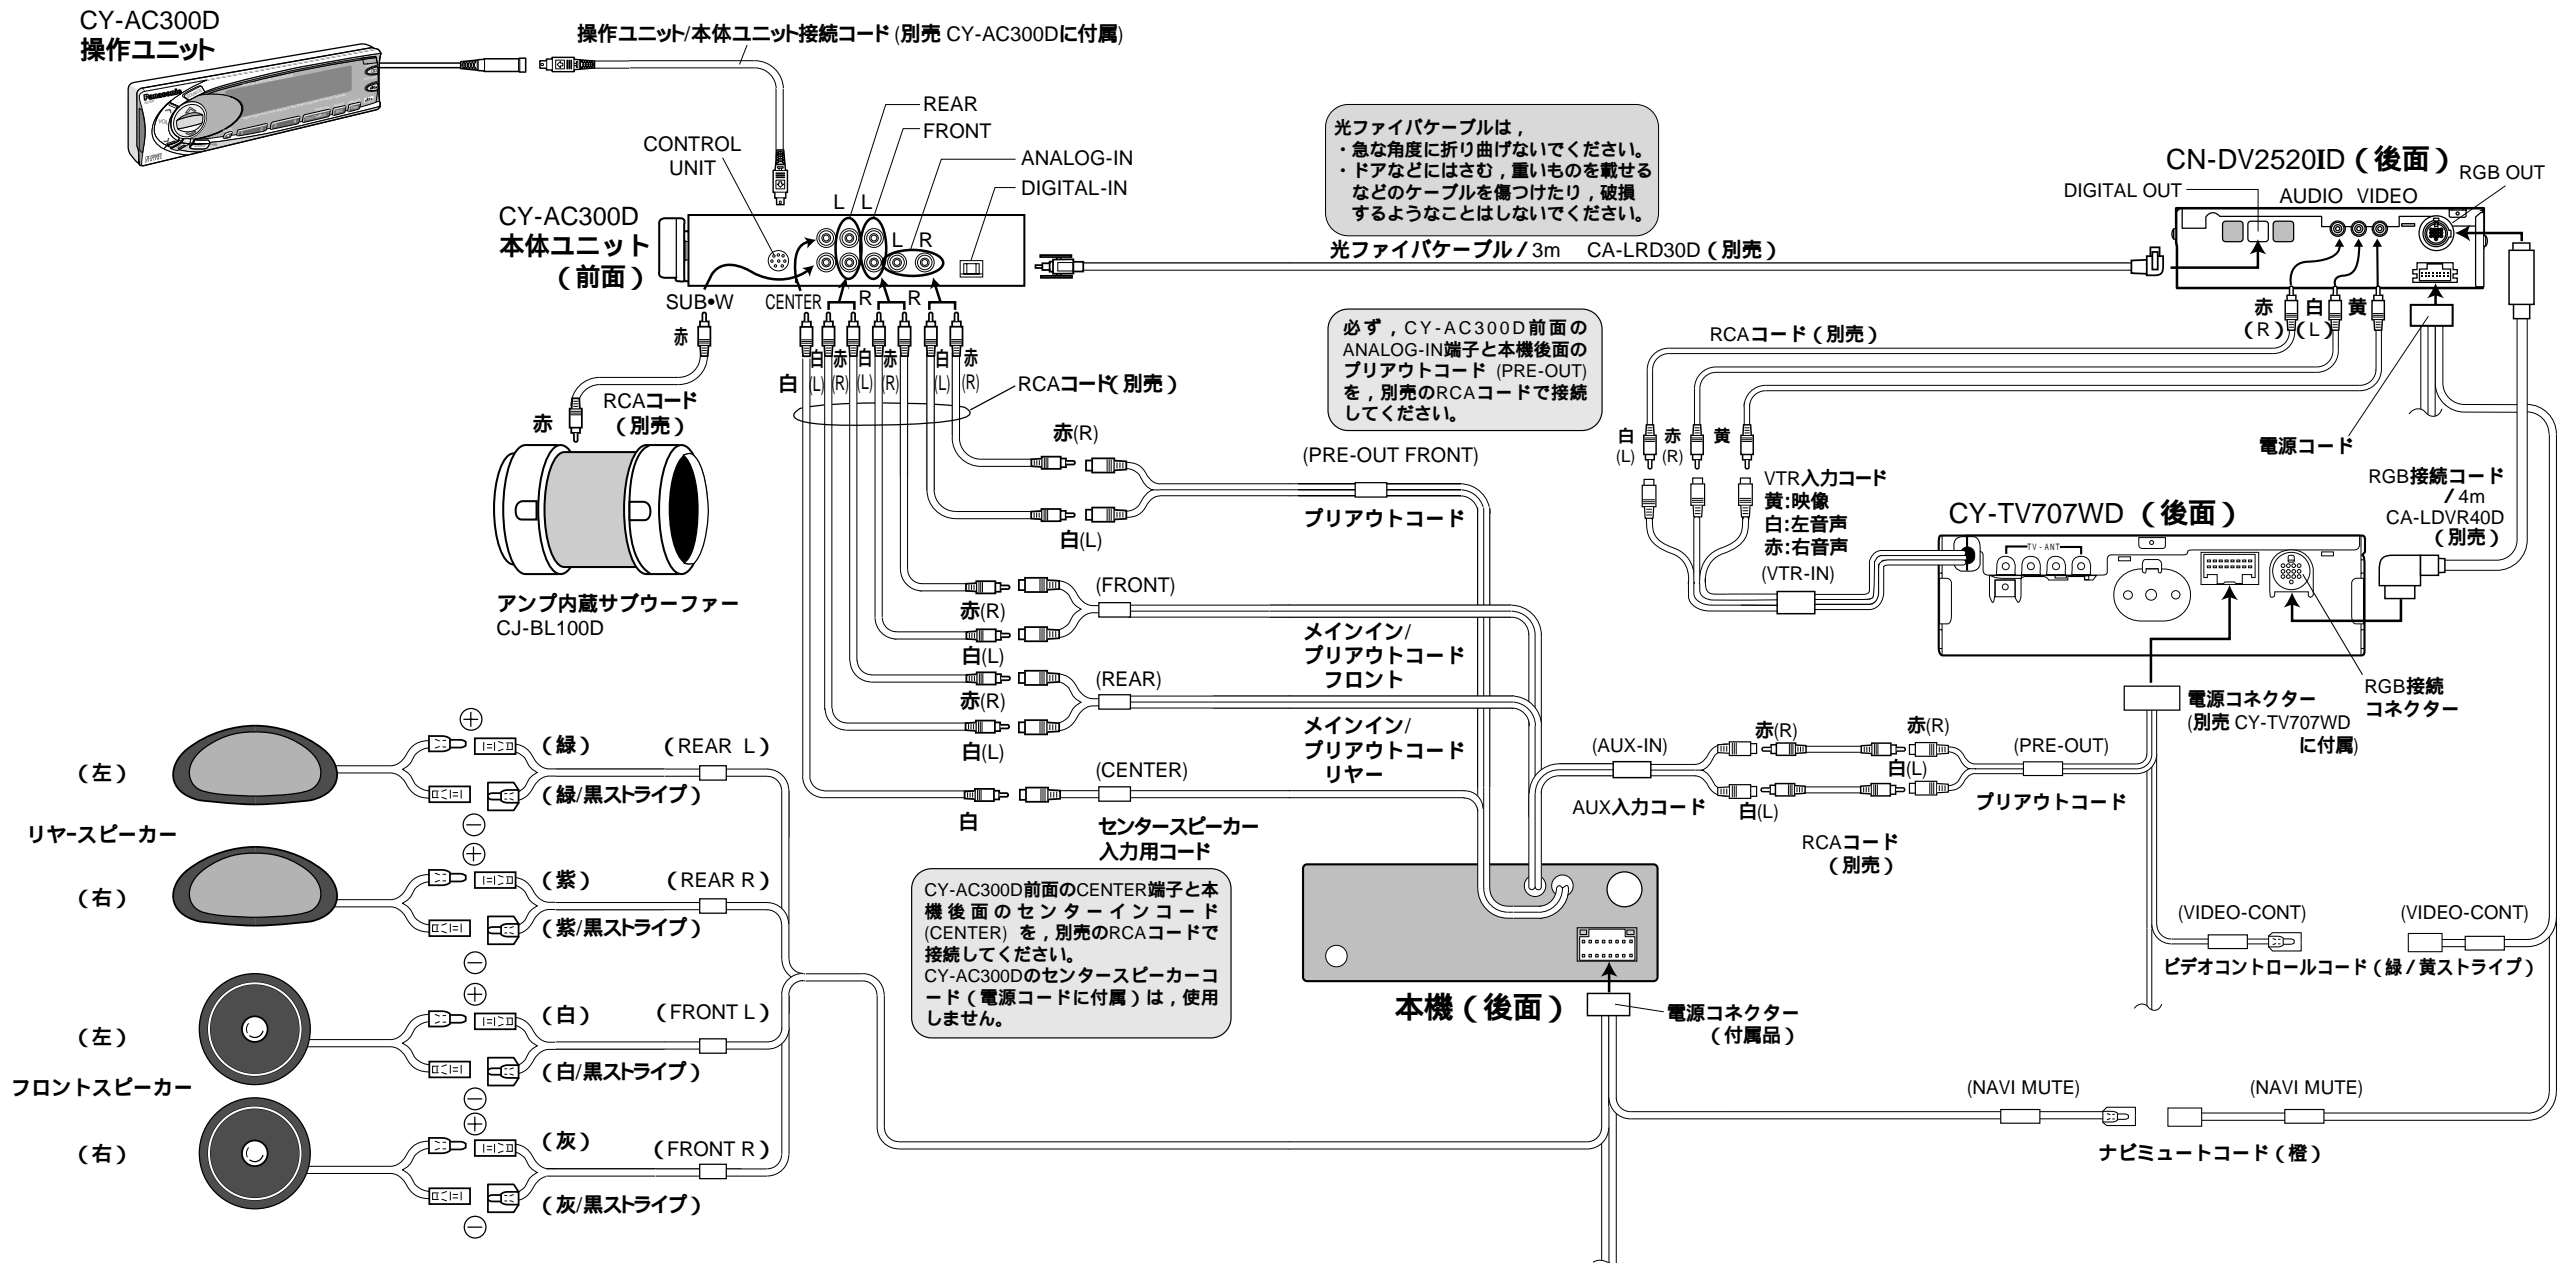 CY-AC300D
操作ユニット
Panasonic
操作ユニット/本体ユニット接続コード (別売 CY-AC300Dに付属)
REAR
FRONT
CONTROL
UNIT
ANALOG-IN
DIGITAL-IN
L L
CY-AC300D
本体ユニット
（前面）
L R
SUB•W
CENTER
R R
赤
白
白
(L)
赤
(R)
白
(L)
赤
(R)
白
(L)
赤
(R)
RCAコード（別売）
赤
RCAコード
（別売）
アンプ内蔵サブウーファー
CJ-BL100D
光ファイバケーブルは，
・急な角度に折り曲げないでください。
・ドアなどにはさむ，重いものを載せる
などのケーブルを傷つけたり，破損
するようなことはしないでください。
光ファイバケーブル / 3m CA-LRD30D（別売）
CN-DV2520ID（後面）
RGB OUT
DIGITAL OUT
AUDIO VIDEO
赤
(R)
白
(L)
黄
RCAコード（別売）
必ず，CY-AC300D前面の
ANALOG-IN端子と本機後面の
プリアウトコード (PRE-OUT)
を，別売のRCAコードで接続
してください。
電源コード
RGB接続コード
/ 4m
CA-LDVR40D
（別売）
白
(L)
赤
(R)
黄
VTR入力コード
黄:映像
白:左音声
赤:右音声
(VTR-IN)
CY-TV707WD（後面）
TV-ANT
RGB接続
コネクター
電源コネクター
(別売 CY-TV707WD
に付属)
赤(R)
(PRE-OUT FRONT)
プリアウトコード
白(L)
(FRONT)
赤(R)
白(L)
メインイン/
プリアウトコード
フロント
(REAR)
赤(R)
白(L)
メインイン/
プリアウトコード
リヤー
(CENTER)
白
センタースピーカー
入力用コード
(AUX-IN)
赤(R)
赤(R)
(PRE-OUT)
白(L)
AUX入力コード
白(L)
プリアウトコード
RCAコード
（別売）
CY-AC300D前面のCENTER端子と本
機後面のセンターインコード
(CENTER) を，別売のRCAコードで
接続してください。
CY-AC300Dのセンタースピーカーコ
ード（電源コードに付属）は，使用
しません。
本機（後面）
電源コネクター
（付属品）
(VIDEO-CONT)
(VIDEO-CONT)
ビデオコントロールコード（緑 / 黄ストライプ）
(NAVI MUTE)
(NAVI MUTE)
ナビミュートコード（橙）
（左）
リヤースピーカー
（右）
（左）
フロントスピーカー
（右）
⊕
（緑）
（REAR L）
（緑/黒ストライプ）
⊖
⊕
（紫）
（REAR R）
（紫/黒ストライプ）
⊖
⊕
（白）
（FRONT L）
（白/黒ストライプ）
⊖
⊕
（灰）
（FRONT R）
（灰/黒ストライプ）
⊖